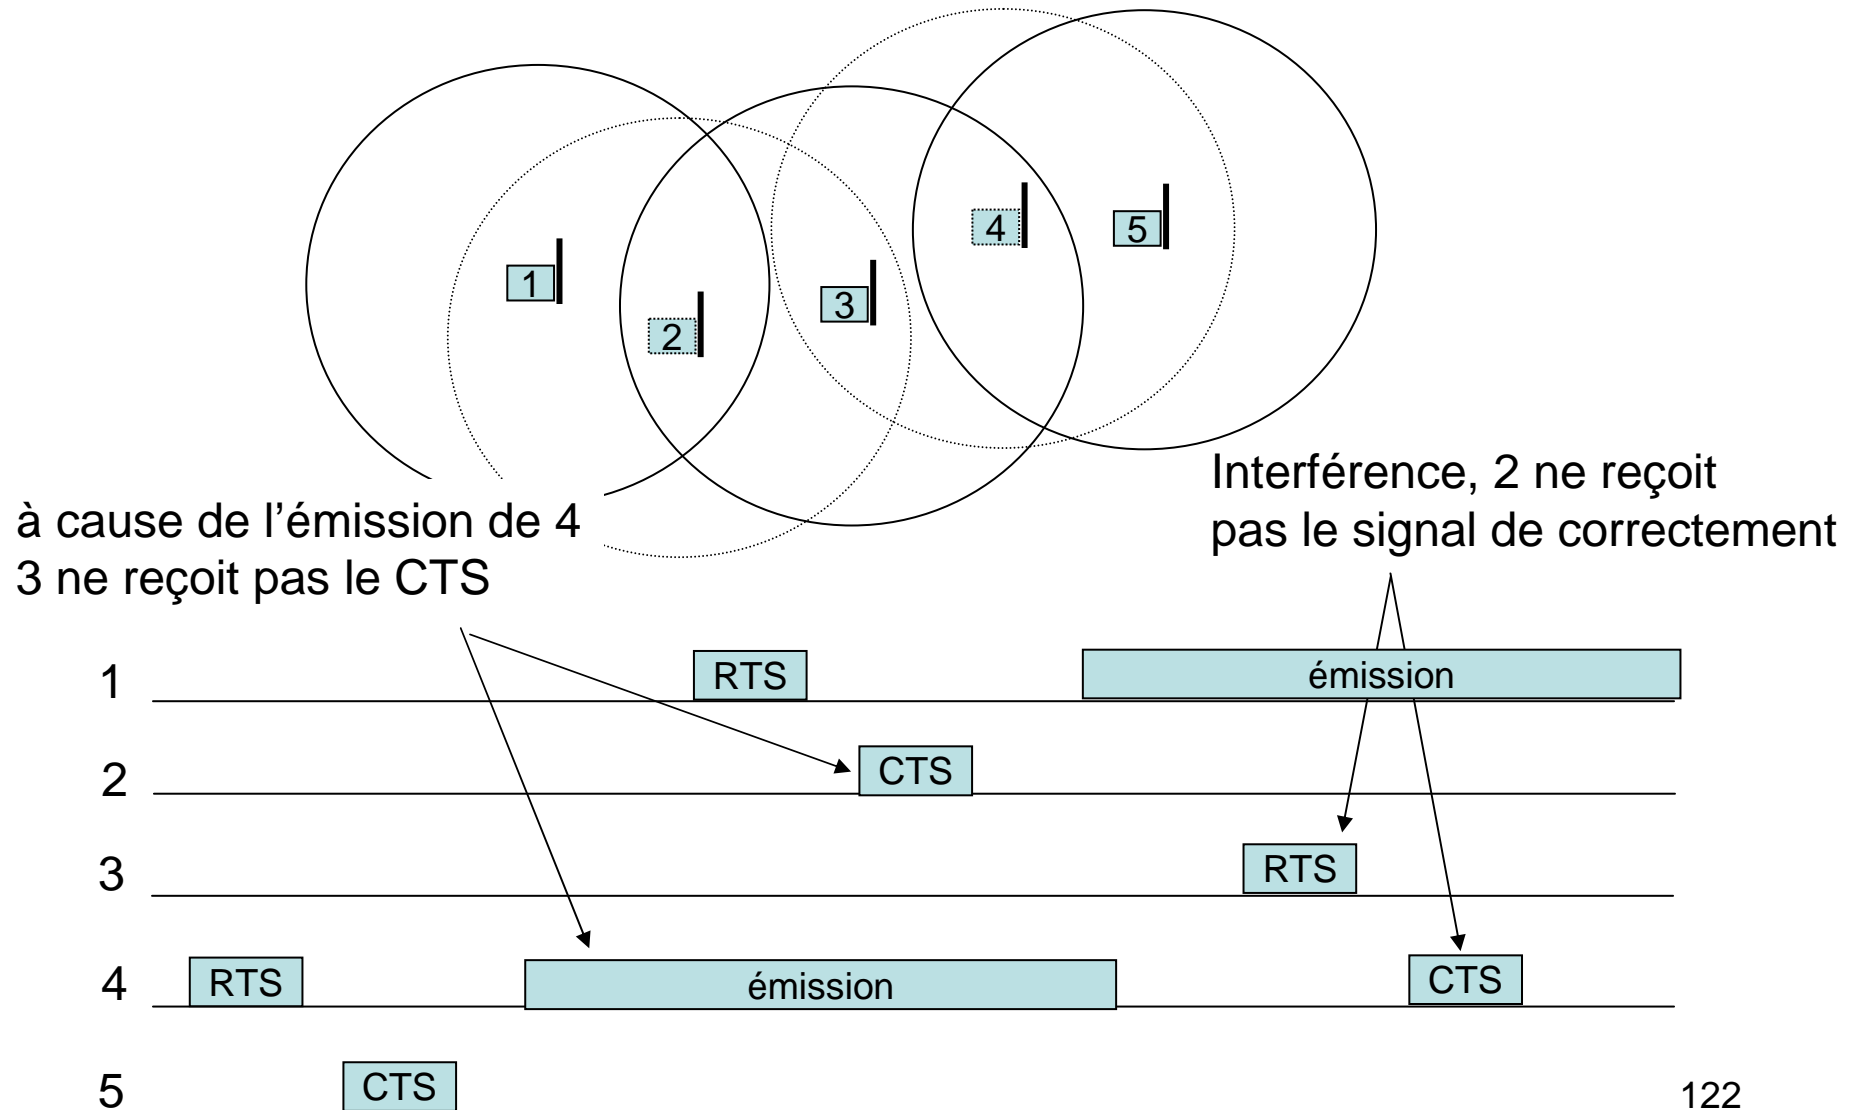 4
5
1
3
2
Interférence, 2 ne reçoit
pas le signal de correctement
à cause de l’émission de 4
3 ne reçoit pas le CTS
1
RTS
émission
2
CTS
3
RTS
4
RTS
émission
CTS
5
CTS
122